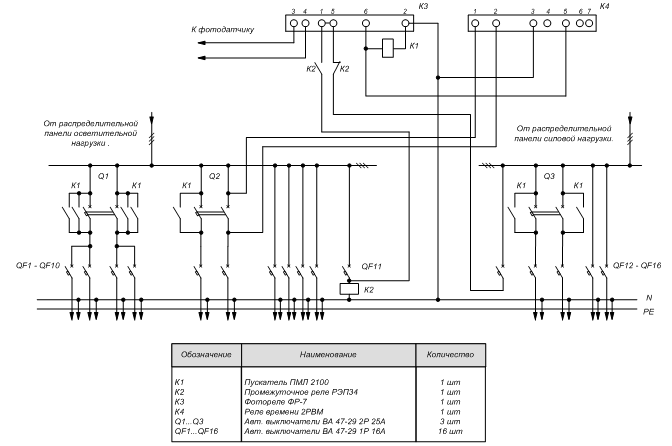 К3
К4
3 4 1 5 6 2
1 2 3 4 5 6 7
К фотодатчику
К1
К2
К2
От распределительной
панели осветительной
нагрузки .
От распределительной
панели силовой нагрузки.
Q1
Q2
Q3
К1
К1
К1
К1
К1
QF1 - QF10
QF11
QF12 - QF16
К2
N
PE
Обозначение Наименование Количество
К1 Пускатель ПМЛ 2100 1 шт
К2 Промежуточное реле РЭП34 1 шт
К3 Фотореле ФР-7 1 шт
К4 Реле времени 2РВМ 1 шт
Q1...Q3 Авт. выключатели ВА 47-29 2Р 25А 3 шт
QF1...QF16 Авт. выключатели ВА 47-29 1Р 16А 16 шт